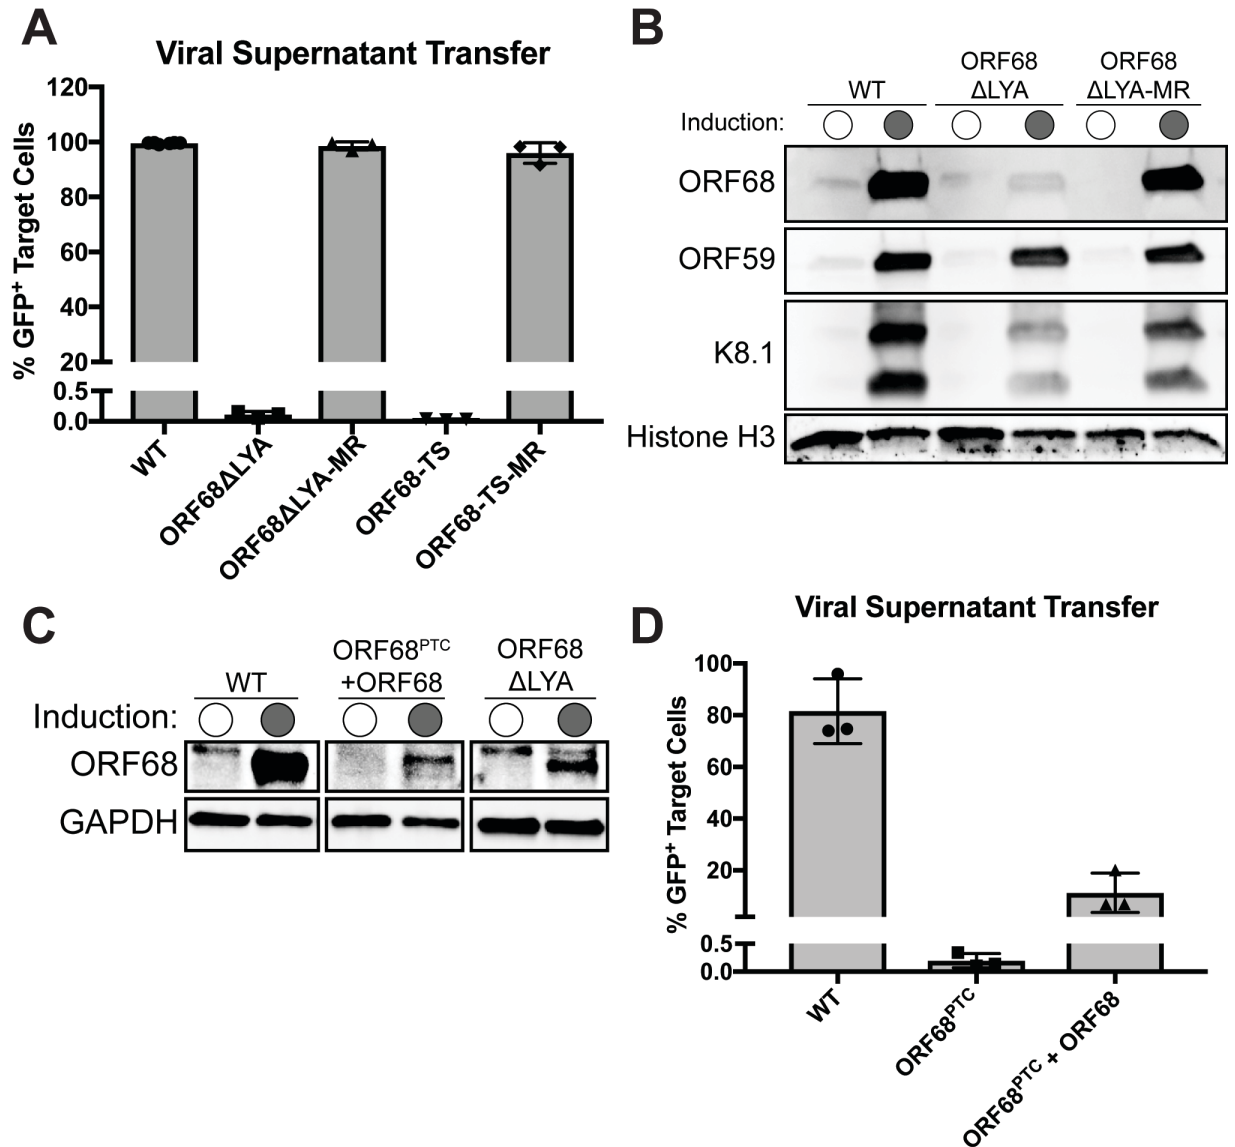 A
Viral Supernatant Transfer
% GFP⁺ Target Cells
120
100
80
60
40
20
0.5
0.0
WT
ORF68ΔLYA
ORF68ΔLYA-MR
ORF68-TS
ORF68-TS-MR
B
WT
ORF68
ΔLYA
ORF68
ΔLYA-MR
Induction:
ORF68
ORF59
K8.1
Histone H3
C
WT
ORF68ᴾᵀᶜ
+ORF68
ORF68
ΔLYA
Induction:
ORF68
GAPDH
D
Viral Supernatant Transfer
% GFP⁺ Target Cells
100
80
60
40
20
0.5
0.0
WT
ORF68ᴾᵀᶜ
ORF68ᴾᵀᶜ + ORF68